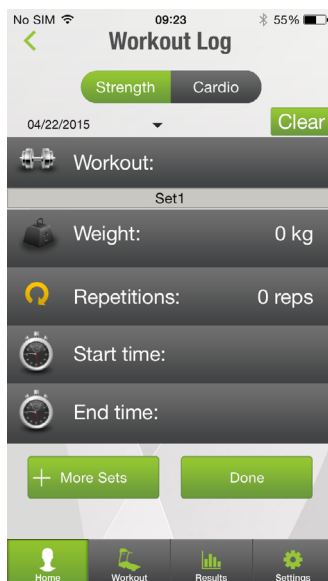 No SIM 09:23 55%
Workout Log
Strength Cardio
04/22/2015 Clear
Workout:
Set1
Weight: 0 kg
Repetitions: 0 reps
Start time:
End time:
+ More Sets Done
Home Workout Results Settings